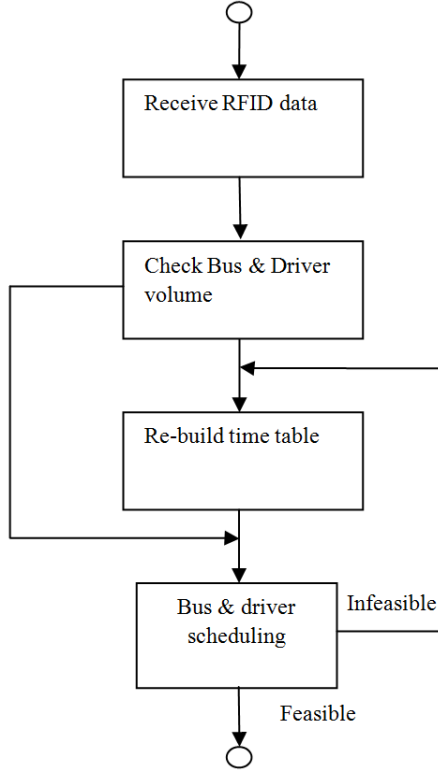 Receive RFID data
Check Bus & Driver
volume
Re-build time table
Bus & driver
scheduling
Infeasible
Feasible